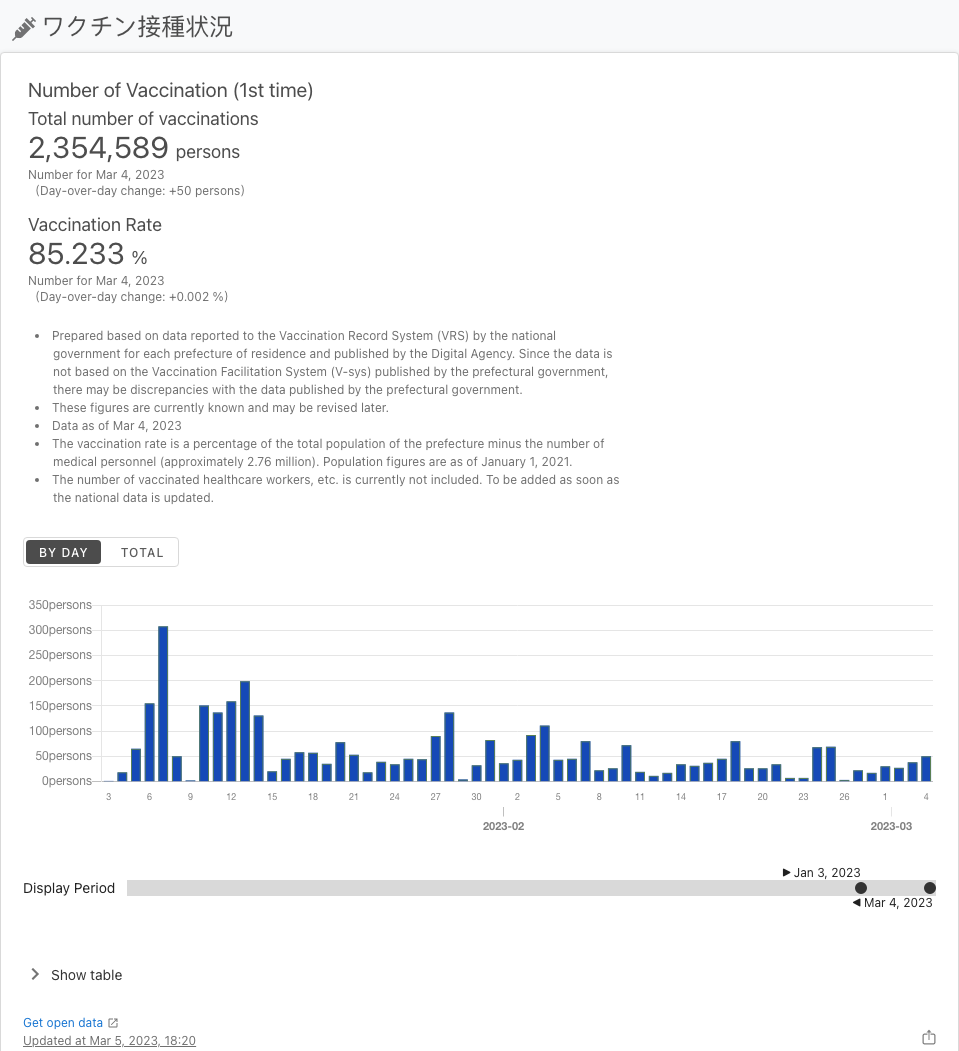 ワクチン接種状況
Number of Vaccination (1st time)
Total number of vaccinations
2,354,589 persons
Number for Mar 4, 2023
(Day-over-day change: +50 persons)
Vaccination Rate
85.233 %
Number for Mar 4, 2023
(Day-over-day change: +0.002 %)
• Prepared based on data reported to the Vaccination Record System (VRS) by the national
government for each prefecture of residence and published by the Digital Agency. Since the data is
not based on the Vaccination Facilitation System (V-sys) published by the prefectural government,
there may be discrepancies with the data published by the prefectural government.
• These figures are currently known and may be revised later.
• Data as of Mar 4, 2023
• The vaccination rate is a percentage of the total population of the prefecture minus the number of
medical personnel (approximately 2.76 million). Population figures are as of January 1, 2021.
• The number of vaccinated healthcare workers, etc. is currently not included. To be added as soon as
the national data is updated.
BY DAY TOTAL
350persons
300persons
250persons
200persons
150persons
100persons
50persons
0persons
3 6 9 12 15 18 21 24 27 30 2 5 8 11 14 17 20 23 26 1 4
2023-02 2023-03
Jan 3, 2023
Display Period
Mar 4, 2023
Show table
Get open data
Updated at Mar 5, 2023, 18:20